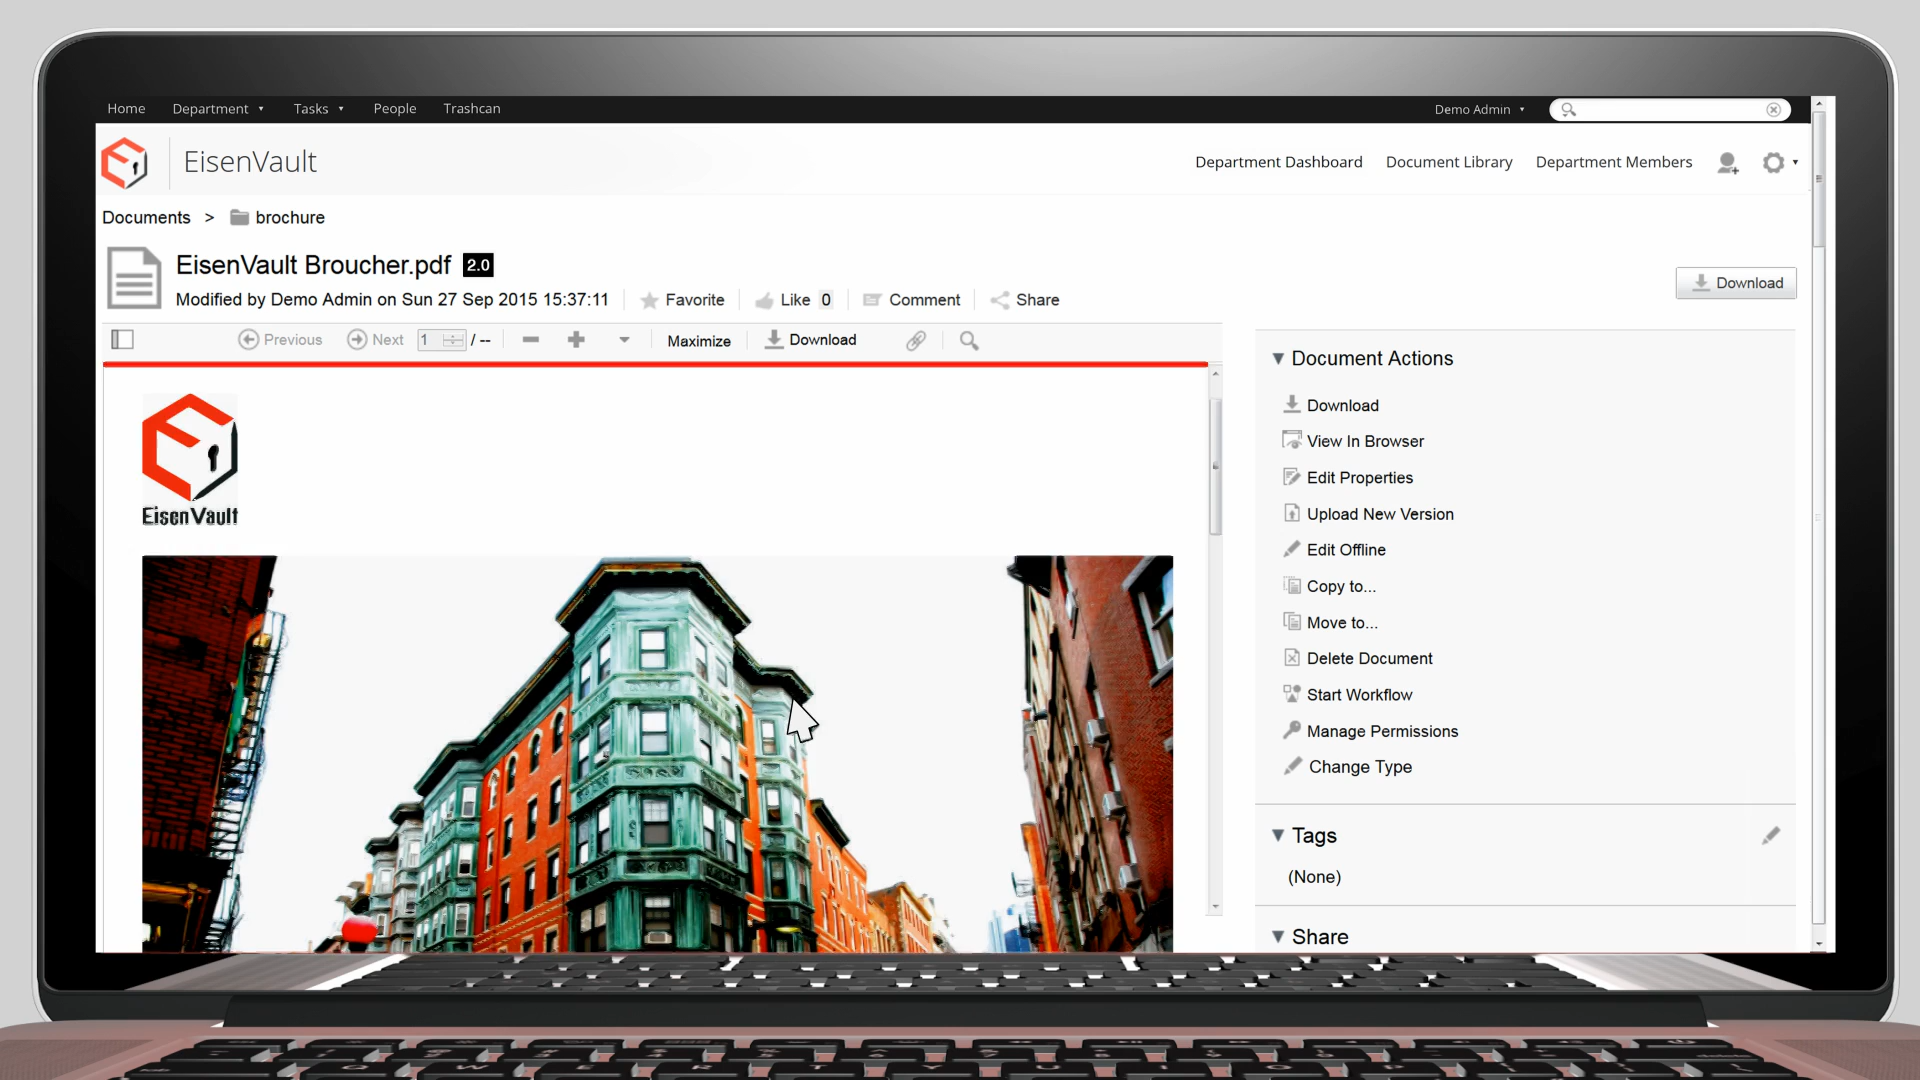 Home Department Tasks People Trashcan Demo Admin
EisenVault Department Dashboard Document Library Department Members
Documents > brochure
EisenVault Broucher.pdf 2.0
Download
Modified by Demo Admin on Sun 27 Sep 2015 15:37:11 Favorite Like 0 Comment Share
Previous Next 1 / -- Maximize Download
Document Actions
Download
View In Browser
Edit Properties
Upload New Version
Edit Offline
Copy to...
Move to...
Delete Document
Start Workflow
Manage Permissions
Change Type
Tags
(None)
Share
EisenVault